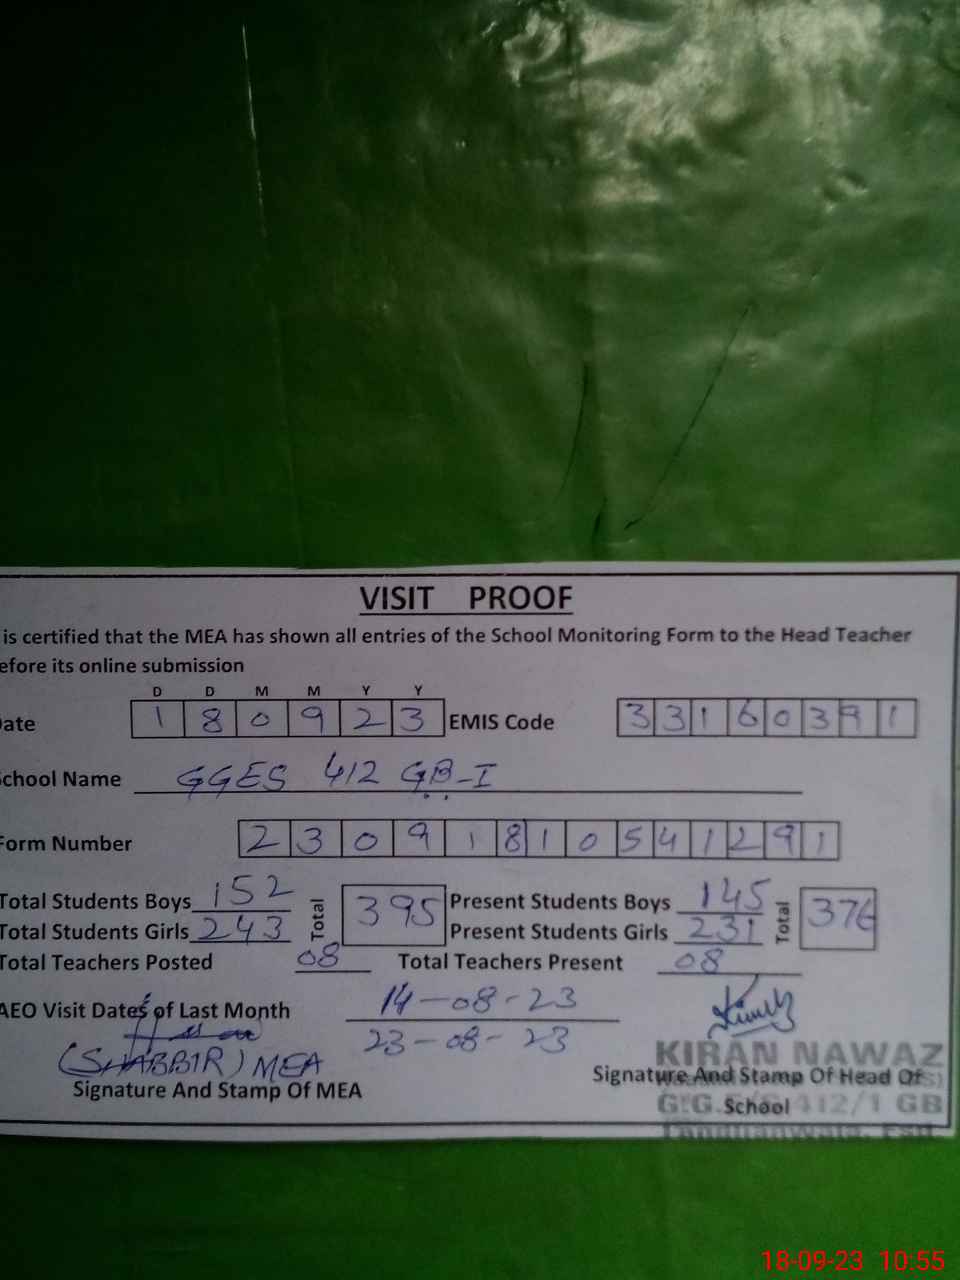 VISIT PROOF
is certified that the MEA has shown all entries of the School Monitoring Form to the Head Teacher
efore its online submission
D D M M Y Y
ate 1 8 0 9 2 3 EMIS Code 3 3 1 6 0 3 9 1
chool Name GGES 412 GB-I
Form Number 2 3 0 9 1 8 1 0 5 4 1 2 9 1
Total Students Boys 152 Total 395 Present Students Boys 145 Total 376
Total Students Girls 243 Present Students Girls 231
Total Teachers Posted 08 Total Teachers Present 08
AEO Visit Dates of Last Month 14-08-23
23-08-23
(SHABBIR) MEA
KIRAN NAWAZ
Signature And Stamp Of MEA
Signature And Stamp Of Head Of
School
412/1 GB
18-09-23 10:55